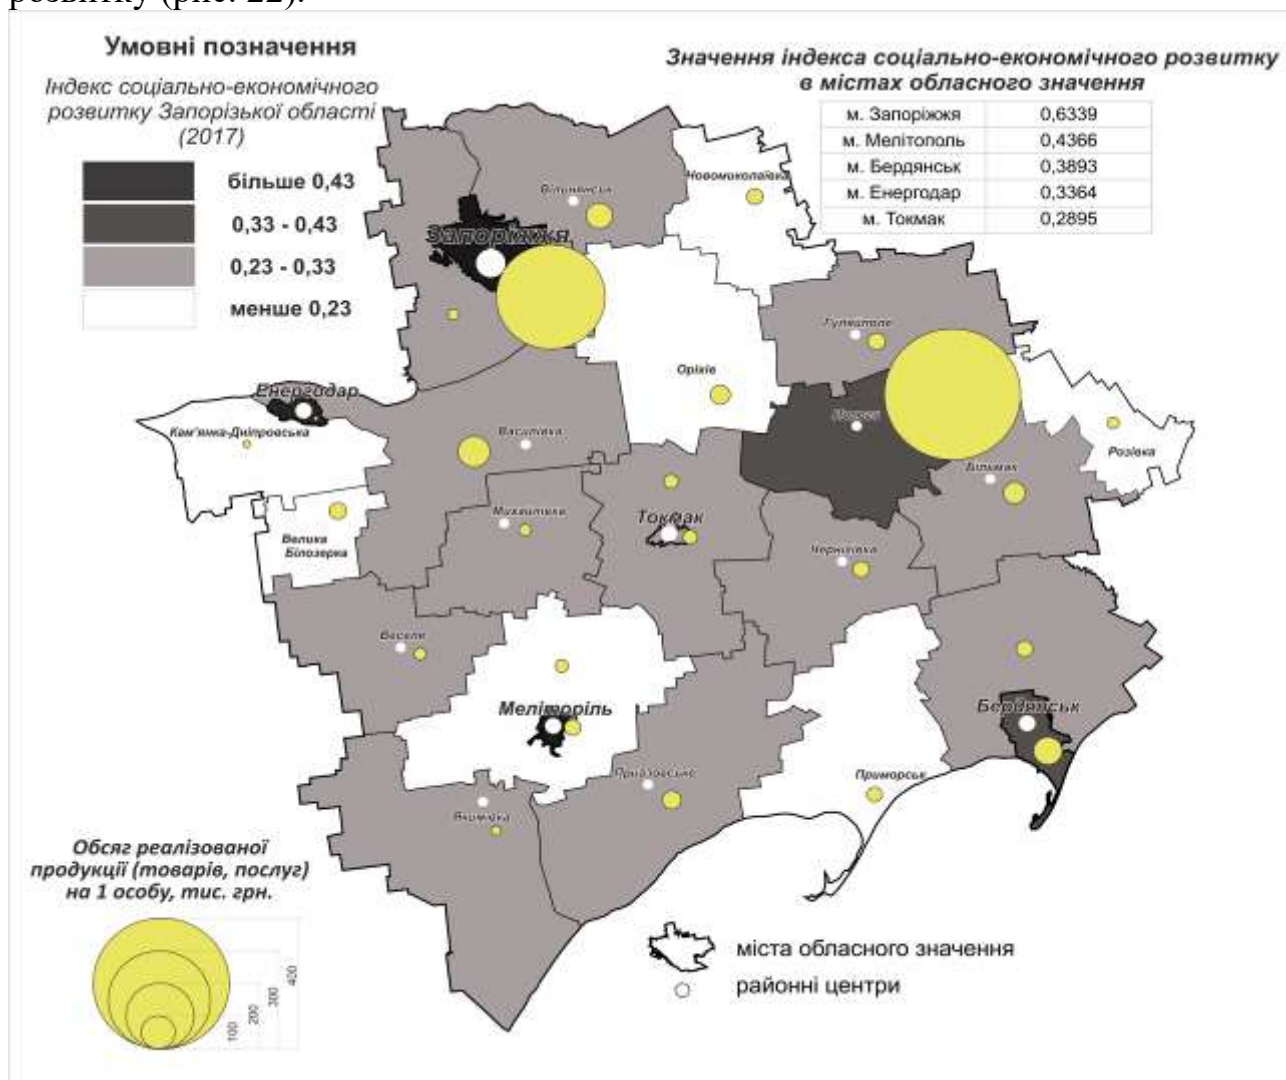 розвитку (рис. 22).
Умовні позначення
Індекс соціально-економічного
розвитку Запорізької області
(2017)
більше 0,43
0,33 - 0,43
0,23 - 0,33
менше 0,23
Значення індекса соціально-економічного розвитку
в містах обласного значення
м. Запоріжжя 0,6339
м. Мелітополь 0,4366
м. Бердянськ 0,3893
м. Енергодар 0,3364
м. Токмак 0,2895
Новомиколаївка
Вільнянськ
Запоріжжя
Гуляйполе
Оріхів
Енергодар
Пологи
Кам'янка-Дніпровська
Василівка
Розівка
Більмак
Михайлівка
Токмак
Велика
Білозерка
Чернігівка
Веселе
Меліторіль
Бердянськ
Приазовське
Приморськ
Якимівка
Обсяг реалізованої
продукції (товарів, послуг)
на 1 особу, тис. грн.
100
200
300
400
міста обласного значення
районні центри